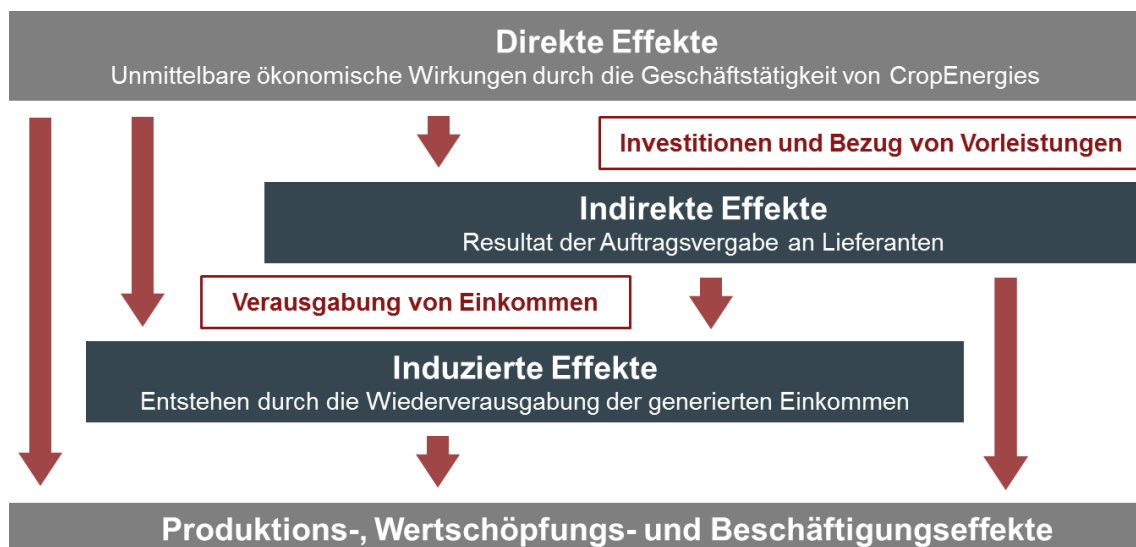 Direkte Effekte
Unmittelbare ökonomische Wirkungen durch die Geschäftstätigkeit von CropEnergies
Investitionen und Bezug von Vorleistungen
Indirekte Effekte
Resultat der Auftragsvergabe an Lieferanten
Verausgabung von Einkommen
Induzierte Effekte
Entstehen durch die Wiederverausgabung der generierten Einkommen
Produktions-, Wertschöpfungs- und Beschäftigungseffekte